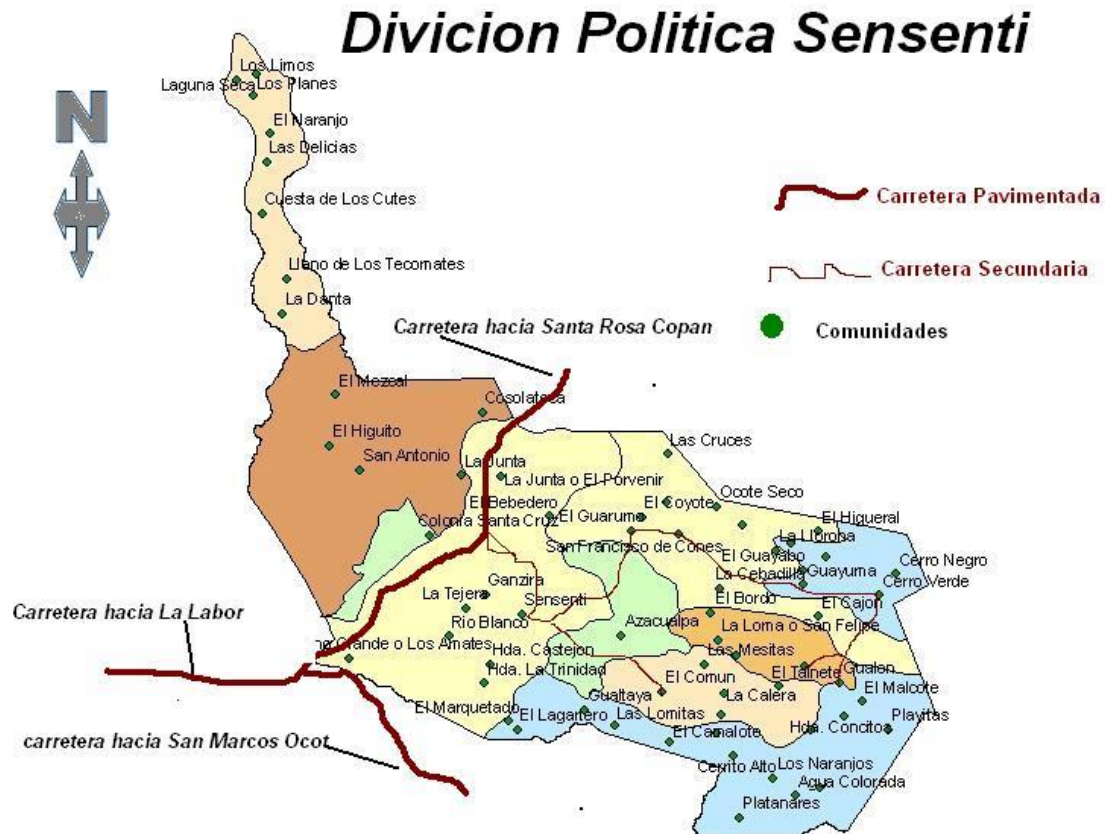 Divicion Politica Sensenti
N
Los Limos
Laguna Seca
Los Planes
El Naranjo
Las Delicias
Cuesta de Los Cutes
Llano de Los Tecomates
La Danta
Carretera Pavimentada
Carretera Secundaria
Comunidades
Carretera hacia Santa Rosa Copan
El Mezcal
Cosolateca
El Higuito
San Antonio
La Junta
Las Cruces
La Junta o El Porvenir
El Bebedero
El Coyote
Ocote Seco
Colonia Santa Cruz
El Guarumo
El Higueral
San Francisco de Cones
El Guayabo
Cerro Negro
La Cebadilla
Guayuma
Cerro Verde
Ganzira
La Tejera
Sensenti
El Bordo
El Cajon
Carretera hacia La Labor
Rio Blanco
Azacualpa
La Loma o San Felipe
Grande o Los Amates
Hda. Castejon
Las Mesitas
Hda. La Trinidad
El Comun
El Talnete
Gualon
Gualtaya
La Calera
El Malcote
El Marquetado
El Lagartero
Las Lomitas
Hda. Concitos
Playitas
carretera hacia San Marcos Ocot
El Camalote
Cerrito Alto
Los Naranjos
Agua Colorada
Platanares